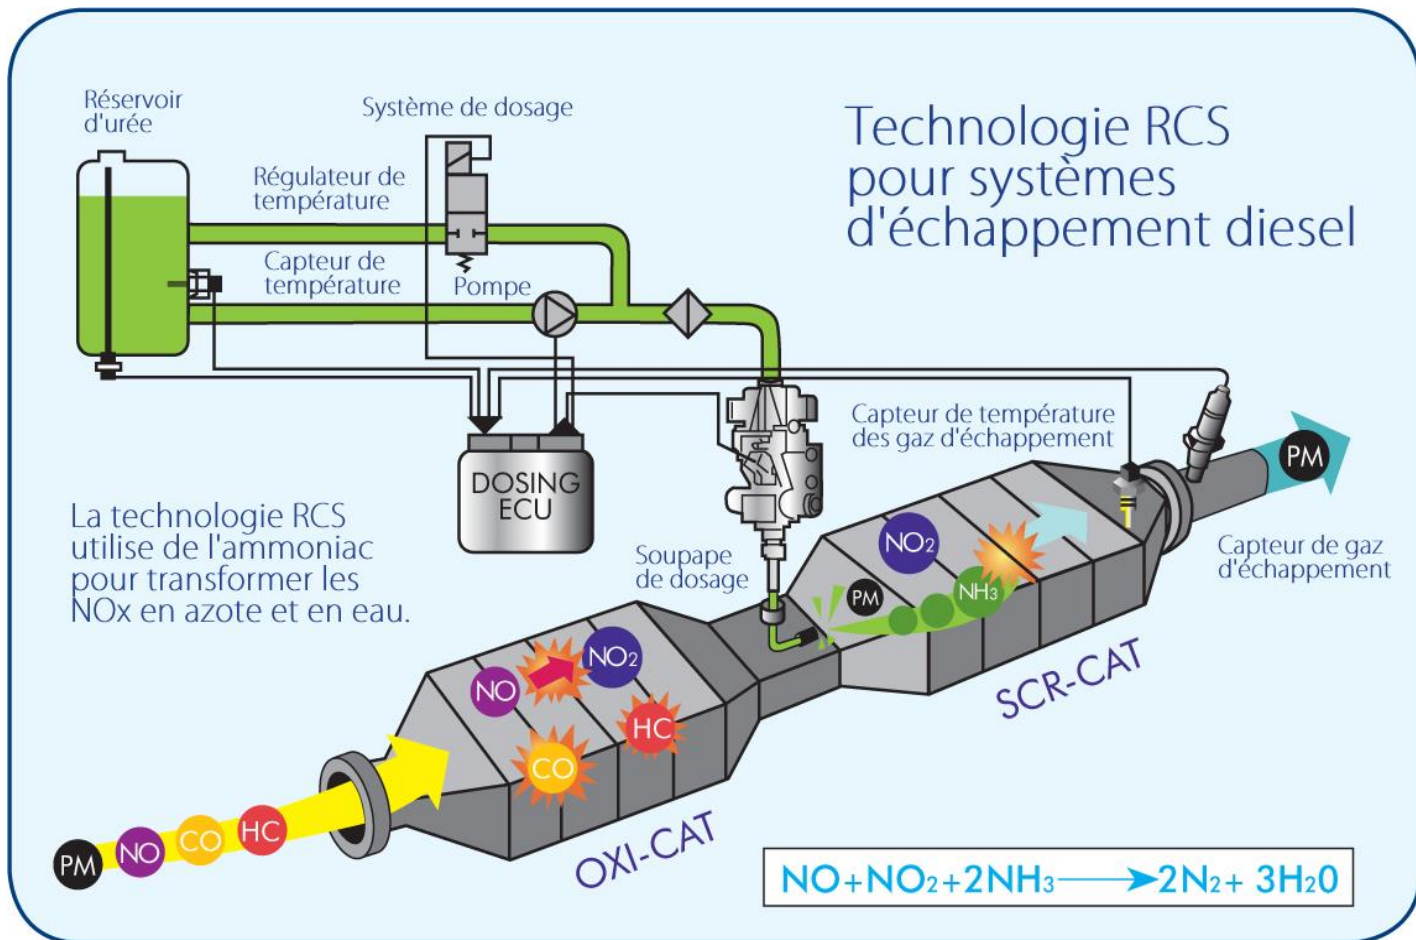 Technologie RCS
pour systèmes
d'échappement diesel
Réservoir
d'urée
Système de dosage
Régulateur de
température
Capteur de
température
Pompe
DOSING
ECU
Capteur de température
des gaz d'échappement
PM
La technologie RCS
utilise de l'ammoniac
pour transformer les
NOx en azote et en eau.
Soupape
de dosage
Capteur de gaz
d'échappement
NO2
PM
NH3
SCR-CAT
NO
NO2
CO
HC
OXI-CAT
PM
NO
CO
HC
NO+NO2+2NH3→2N2+ 3H20